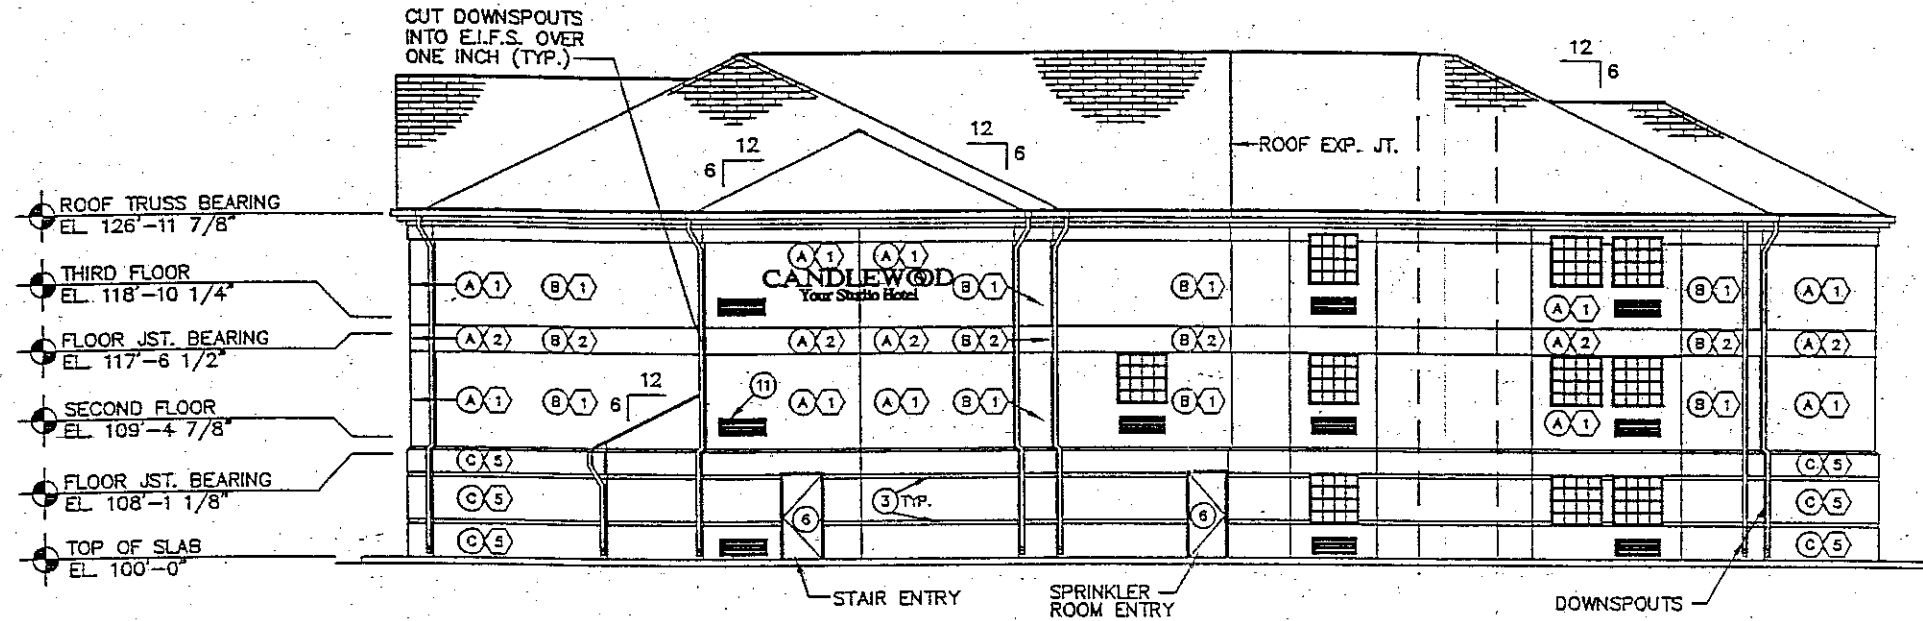 CUT DOWNSPOUTS
INTO E.I.F.S. OVER
ONE INCH (TYP.)
12
6
12
6
12
6
ROOF EXP. JT.
ROOF TRUSS BEARING
EL. 126'-11 7/8"
A 1
A 1
THIRD FLOOR
EL. 118'-10 1/4"
A 1
B 1
CANDLEWOOD
Your Studio Hotel
B 1
B 1
A 1
B 1
A 1
FLOOR JST. BEARING
EL. 117'-6 1/2"
A 2
B 2
A 2
A 2
B 2
B 2
A 2
B 2
A 2
12
6
11
SECOND FLOOR
EL. 109'-4 7/8"
A 1
B 1
A 1
A 1
B 1
B 1
A 1
B 1
A 1
C 5
C 5
FLOOR JST. BEARING
EL. 108'-1 1/8"
C 5
3 TYP.
C 5
6
6
TOP OF SLAB
EL. 100'-0"
C 5
C 5
STAIR ENTRY
SPRINKLER
ROOM ENTRY
DOWNSPOUTS